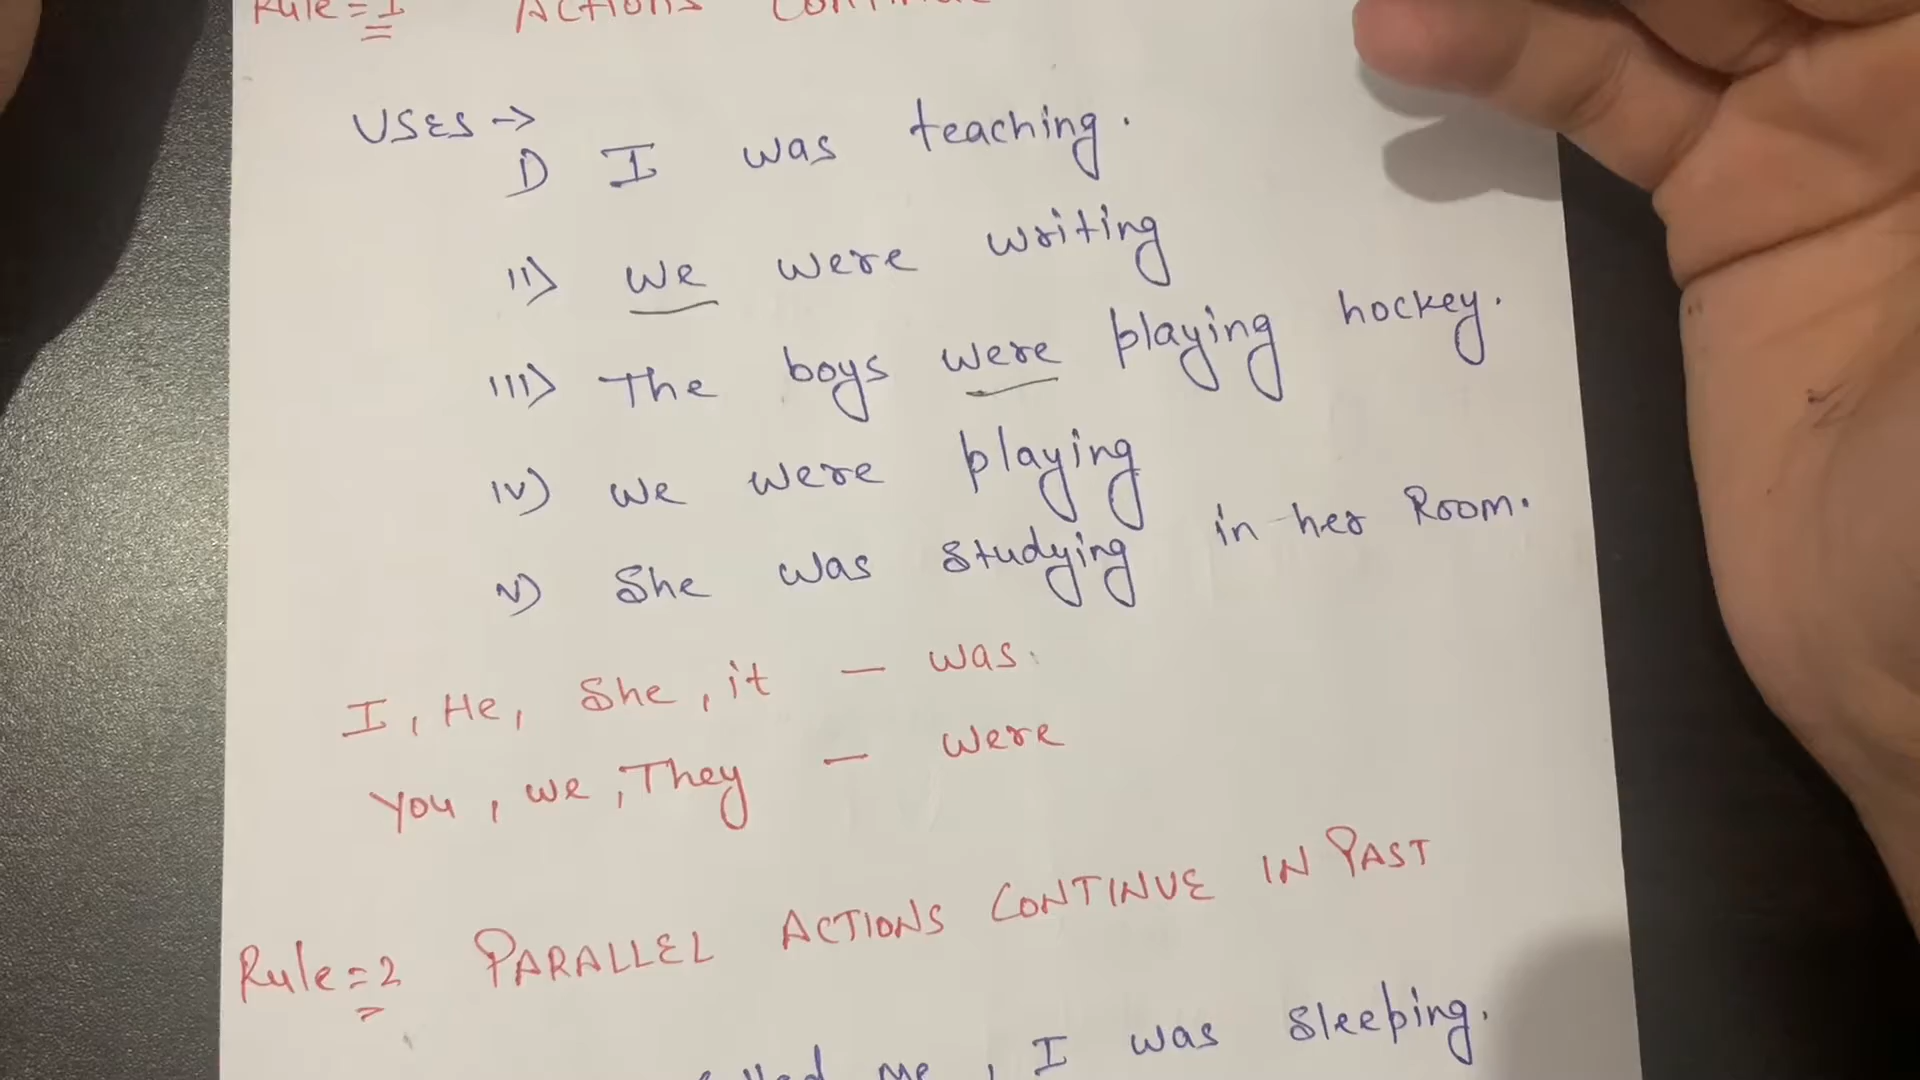 Rule=1 ACTIONS CONTINUE
USES →
I) I was teaching.
II) we were writing
III) The boys were playing hockey.
IV) we were playing
V) She was studying in her Room.
I, He, She, it — was.
You, we, They — were
Rule=2 PARALLEL ACTIONS CONTINUE IN PAST
me, I was sleeping.